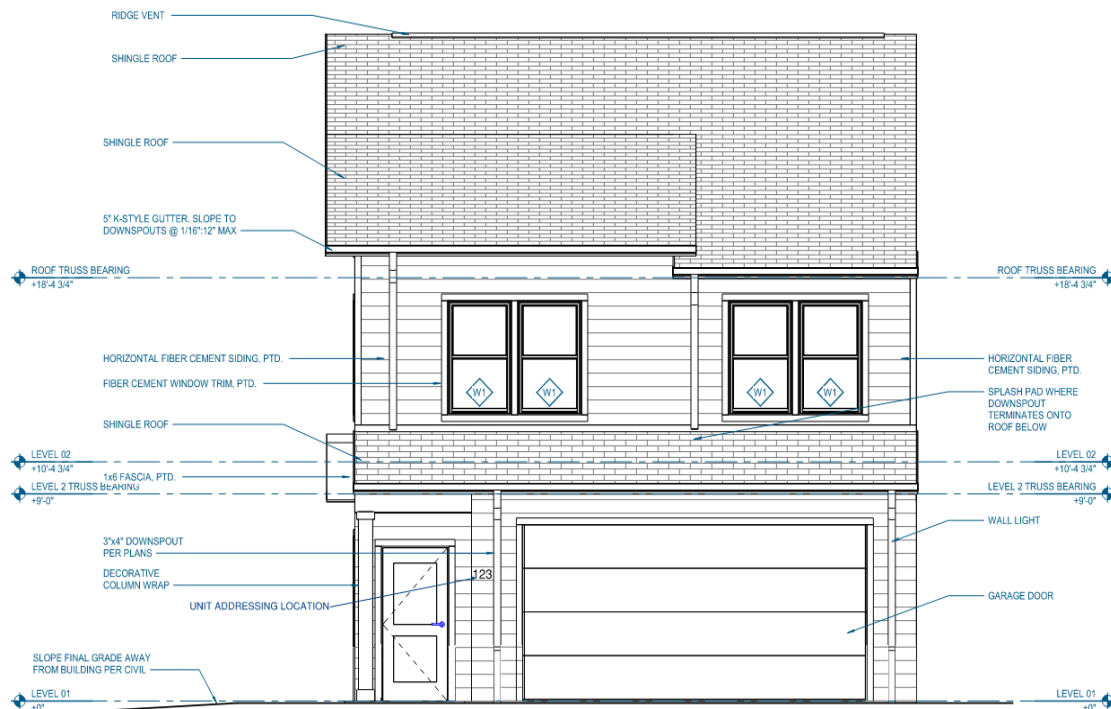 RIDGE VENT
SHINGLE ROOF
SHINGLE ROOF
5" K-STYLE GUTTER. SLOPE TO
DOWNSPOUTS @ 1/16":12" MAX
ROOF TRUSS BEARING
+18'-4 3/4"
ROOF TRUSS BEARING
+18'-4 3/4"
HORIZONTAL FIBER CEMENT SIDING, PTD.
FIBER CEMENT WINDOW TRIM, PTD.
W1
W1
W1
W1
HORIZONTAL FIBER
CEMENT SIDING, PTD.
SPLASH PAD WHERE
DOWNSPOUT
TERMINATES ONTO
ROOF BELOW
SHINGLE ROOF
LEVEL 02
+10'-4 3/4"
LEVEL 02
+10'-4 3/4"
1x6 FASCIA, PTD.
LEVEL 2 TRUSS BEARING
+9'-0"
LEVEL 2 TRUSS BEARING
+9'-0"
WALL LIGHT
3"x4" DOWNSPOUT
PER PLANS
DECORATIVE
COLUMN WRAP
123
UNIT ADDRESSING LOCATION
GARAGE DOOR
SLOPE FINAL GRADE AWAY
FROM BUILDING PER CIVIL
LEVEL 01
+0"
LEVEL 01
+0"